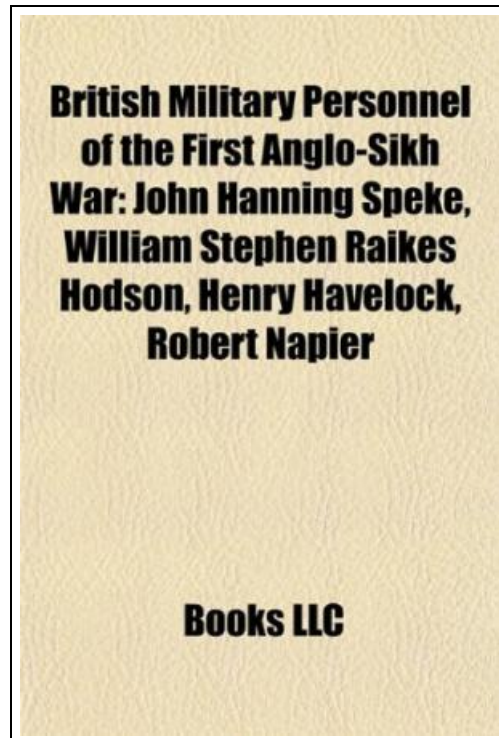 British Military Personnel
of the First Anglo-Sikh
War: John Hanning Speke,
William Stephen Raikes
Hodson, Henry Havelock,
Robert Napier
Books LLC